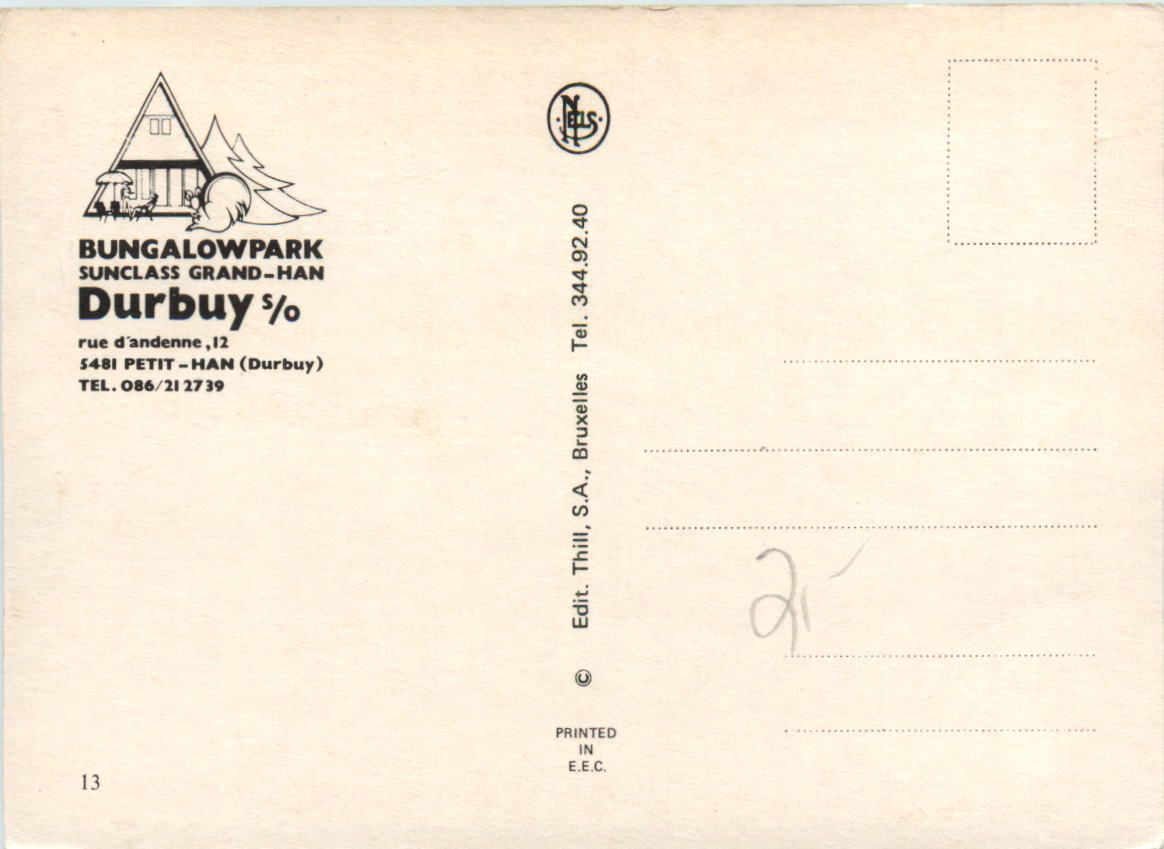 BUNGALOWPARK
SUNCLASS GRAND-HAN
Durbuy s/o
rue d'andenne,12
5481 PETIT-HAN (Durbuy)
TEL. 086/21 27 39
13
NELS
© Edit. Thill, S.A., Bruxelles Tel. 344.92.40
PRINTED
IN
E.E.C.